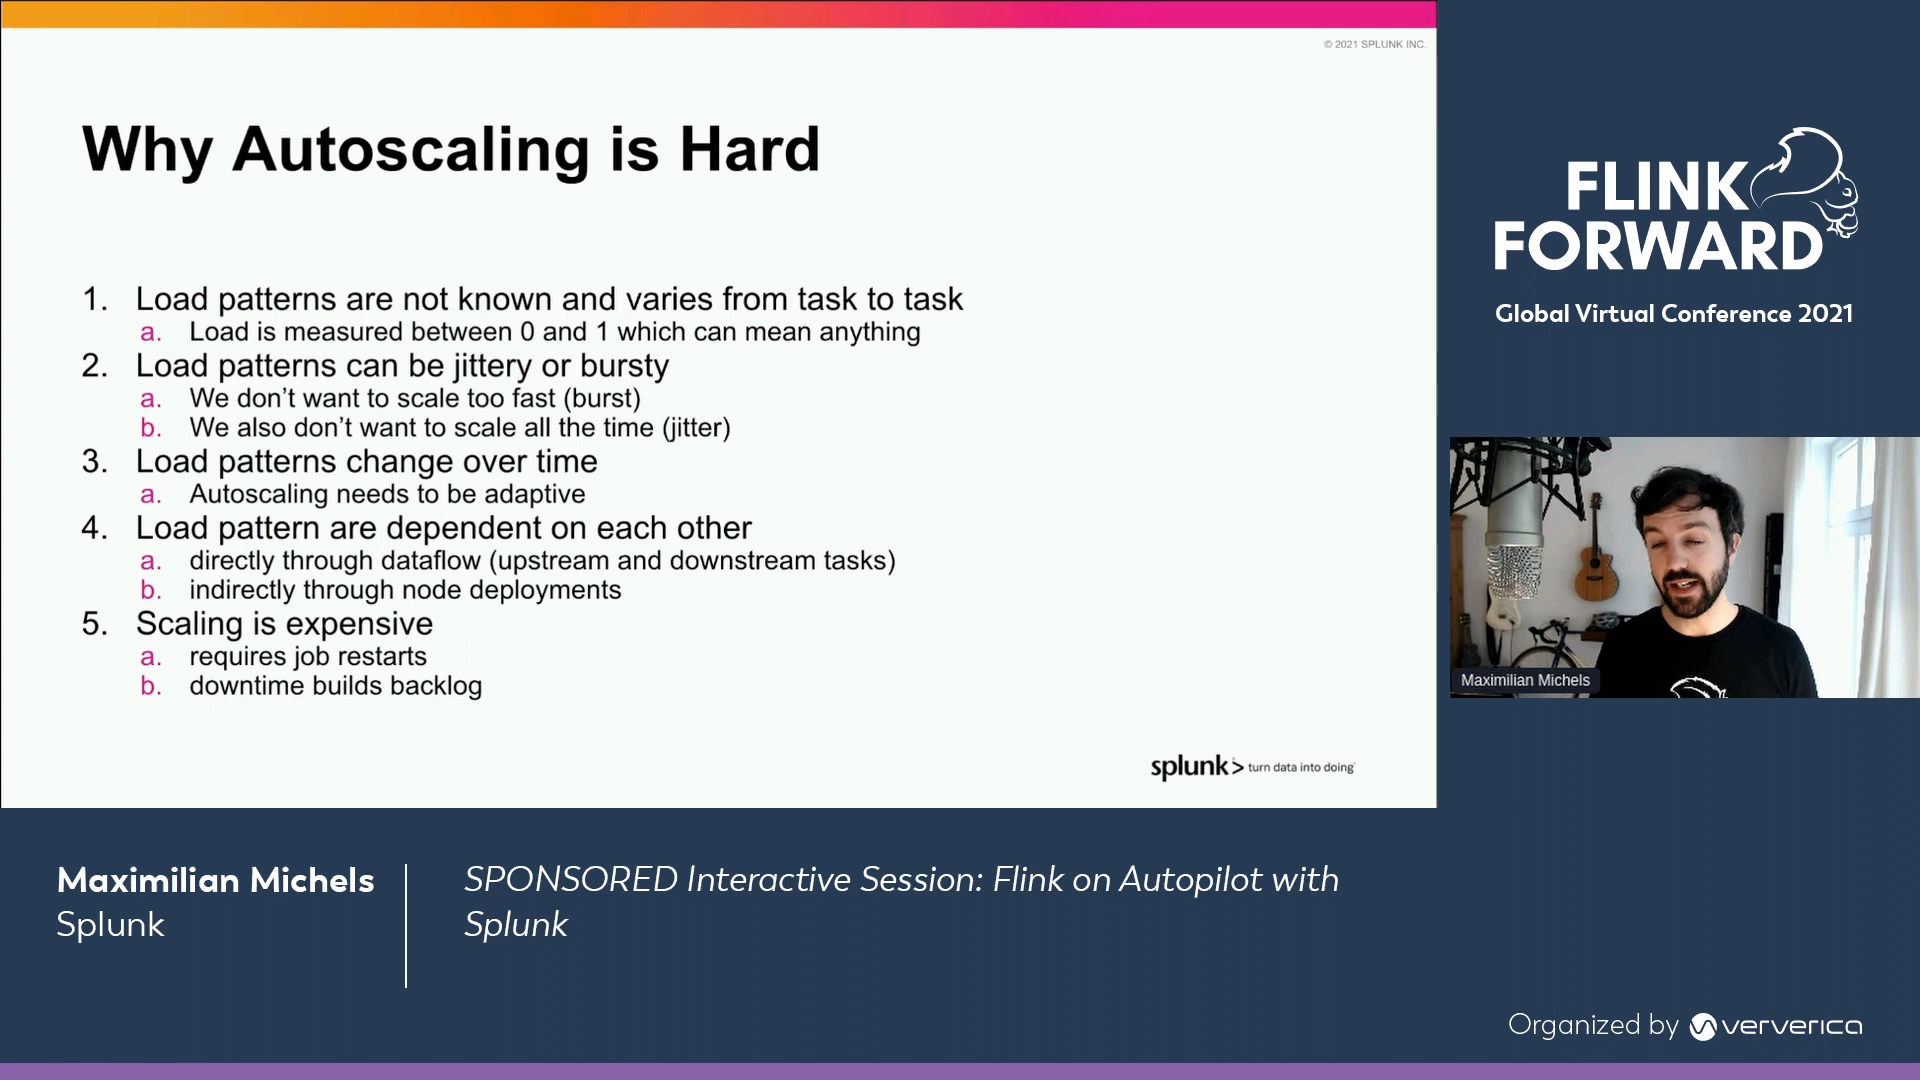 © 2021 SPLUNK INC.
Why Autoscaling is Hard
1. Load patterns are not known and varies from task to task
a. Load is measured between 0 and 1 which can mean anything
2. Load patterns can be jittery or bursty
a. We don’t want to scale too fast (burst)
b. We also don’t want to scale all the time (jitter)
3. Load patterns change over time
a. Autoscaling needs to be adaptive
4. Load pattern are dependent on each other
a. directly through dataflow (upstream and downstream tasks)
b. indirectly through node deployments
5. Scaling is expensive
a. requires job restarts
b. downtime builds backlog
splunk> turn data into doing
FLINK
FORWARD
Global Virtual Conference 2021
Maximilian Michels
Maximilian Michels
Splunk
SPONSORED Interactive Session: Flink on Autopilot with
Splunk
Organized by ververica